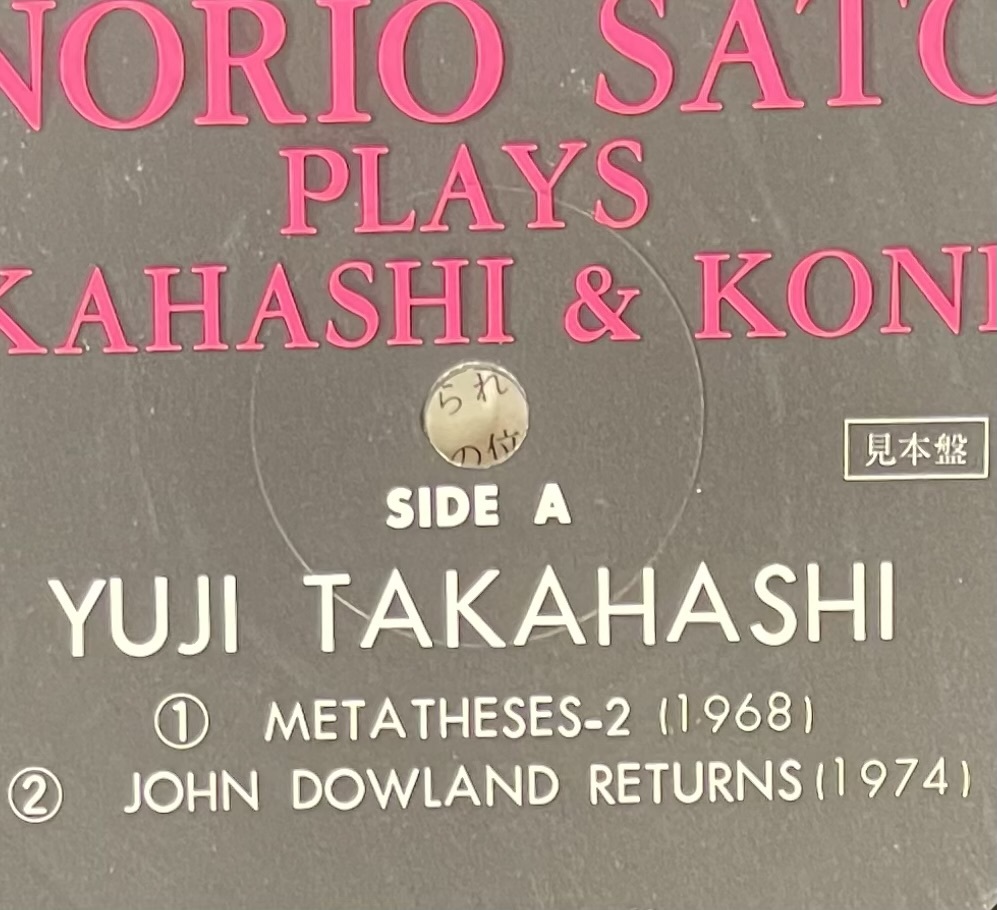 NORIO SATO
PLAYS
KAHASHI & KON
られ
の位
見本盤
SIDE A
YUJI TAKAHASHI
① METATHESES-2 (1968)
② JOHN DOWLAND RETURNS (1974)